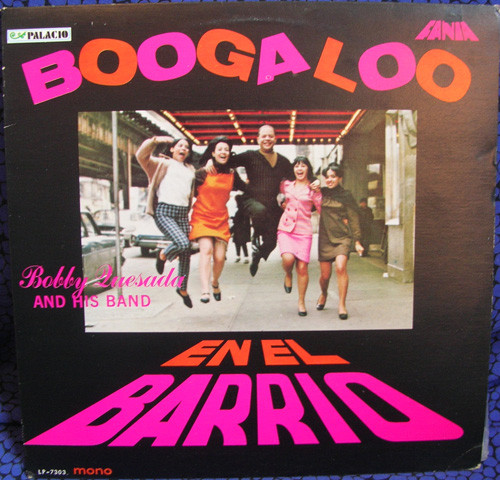 PALACIO
FANIA
BOOGALOO
Bobby Quesada
AND HIS BAND
EN EL
BARRIO
LP-7303. mono